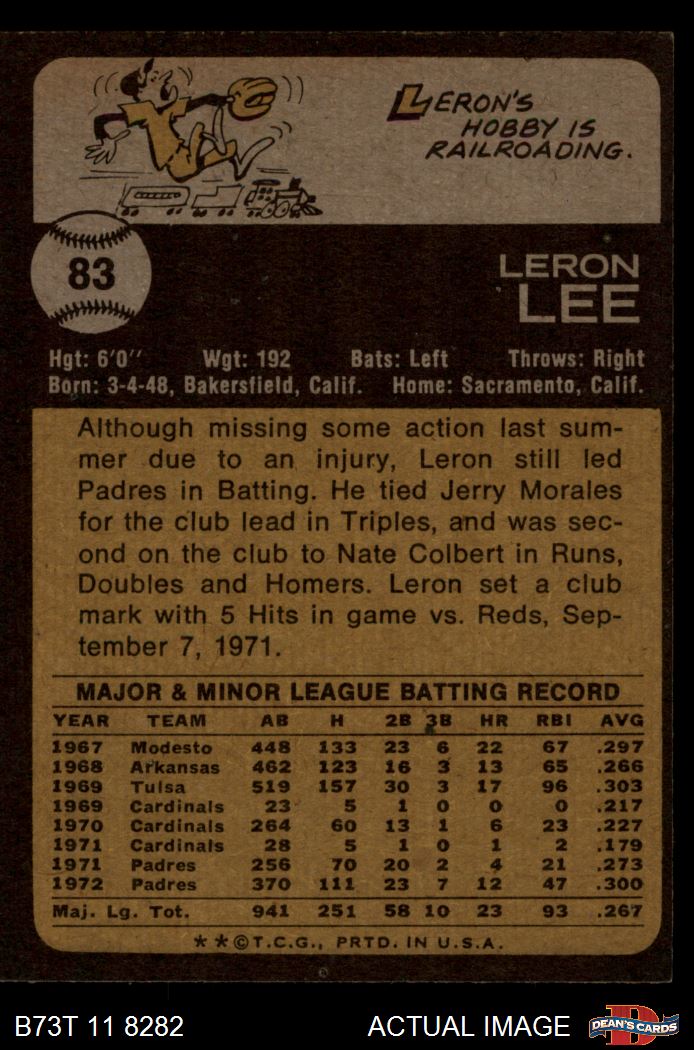 LERON'S
HOBBY IS
RAILROADING.
83
LERON
LEE
Hgt: 6'0" Wgt: 192 Bats: Left Throws: Right
Born: 3-4-48, Bakersfield, Calif. Home: Sacramento, Calif.
Although missing some action last sum-
mer due to an injury, Leron still led
Padres in Batting. He tied Jerry Morales
for the club lead in Triples, and was sec-
ond on the club to Nate Colbert in Runs,
Doubles and Homers. Leron set a club
mark with 5 Hits in game vs. Reds, Sep-
tember 7, 1971.
MAJOR & MINOR LEAGUE BATTING RECORD
YEAR TEAM AB H 2B 3B HR RBI AVG
1967 Modesto 448 133 23 6 22 67 .297
1968 Arkansas 462 123 16 3 13 65 .266
1969 Tulsa 519 157 30 3 17 96 .303
1969 Cardinals 23 5 1 0 0 0 .217
1970 Cardinals 264 60 13 1 6 23 .227
1971 Cardinals 28 5 1 0 1 2 .179
1971 Padres 256 70 20 2 4 21 .273
1972 Padres 370 111 23 7 12 47 .300
Maj. Lg. Tot. 941 251 58 10 23 93 .267
**©T.C.G., PRTD. IN U.S.A.
B73T 11 8282 ACTUAL IMAGE DEAN'S CARDS